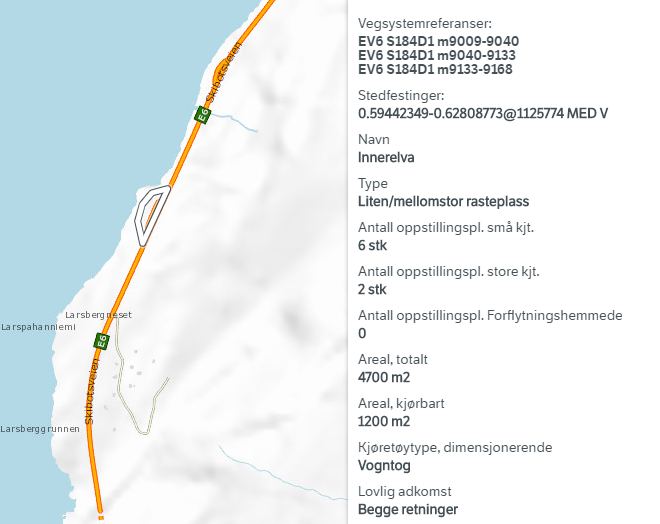 Skibotsveien
E6
Larsbergneset
Larspahanniemi
E6
Skibotsveien
Larsberggrunnen
Vegsystemreferanser:
EV6 S184D1 m9009-9040
EV6 S184D1 m9040-9133
EV6 S184D1 m9133-9168
Stedfestinger:
0.59442349-0.62808773@1125774 MED V
Navn
Innerelva
Type
Liten/mellomstor rasteplass
Antall oppstillingspl. små kjt.
6 stk
Antall oppstillingspl. store kjt.
2 stk
Antall oppstillingspl. Forflytningshemmede
0
Areal, totalt
4700 m2
Areal, kjørbart
1200 m2
Kjøretøytype, dimensjonerende
Vogntog
Lovlig adkomst
Begge retninger